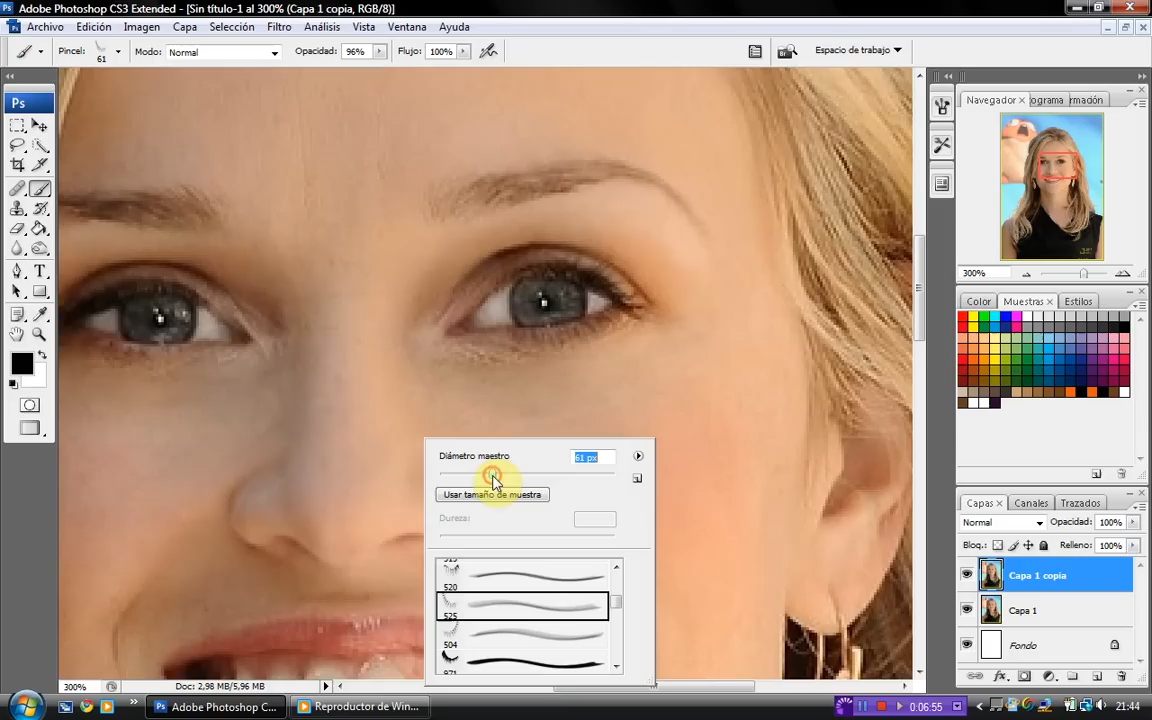 Adobe Photoshop CS3 Extended - [Sin título-1 al 300% (Capa 1 copia, RGB/8)]
Archivo Edición Imagen Capa Selección Filtro Análisis Vista Ventana Ayuda
Pincel: 61 Modo: Normal Opacidad: 96% Flujo: 100% Espacio de trabajo
Ps
Navegador ograma rmación
300%
Color Muestras Estilos
Diámetro maestro 61 px
Usar tamaño de muestra
Dureza:
520
525
504
Capas Canales Trazados
Normal Opacidad: 100%
Bloq.: Relleno: 100%
Capa 1 copia
Capa 1
Fondo
300% Doc: 2,98 MB/5,96 MB
Adobe Photoshop C... Reproductor de Win... 0:06:55 21:44